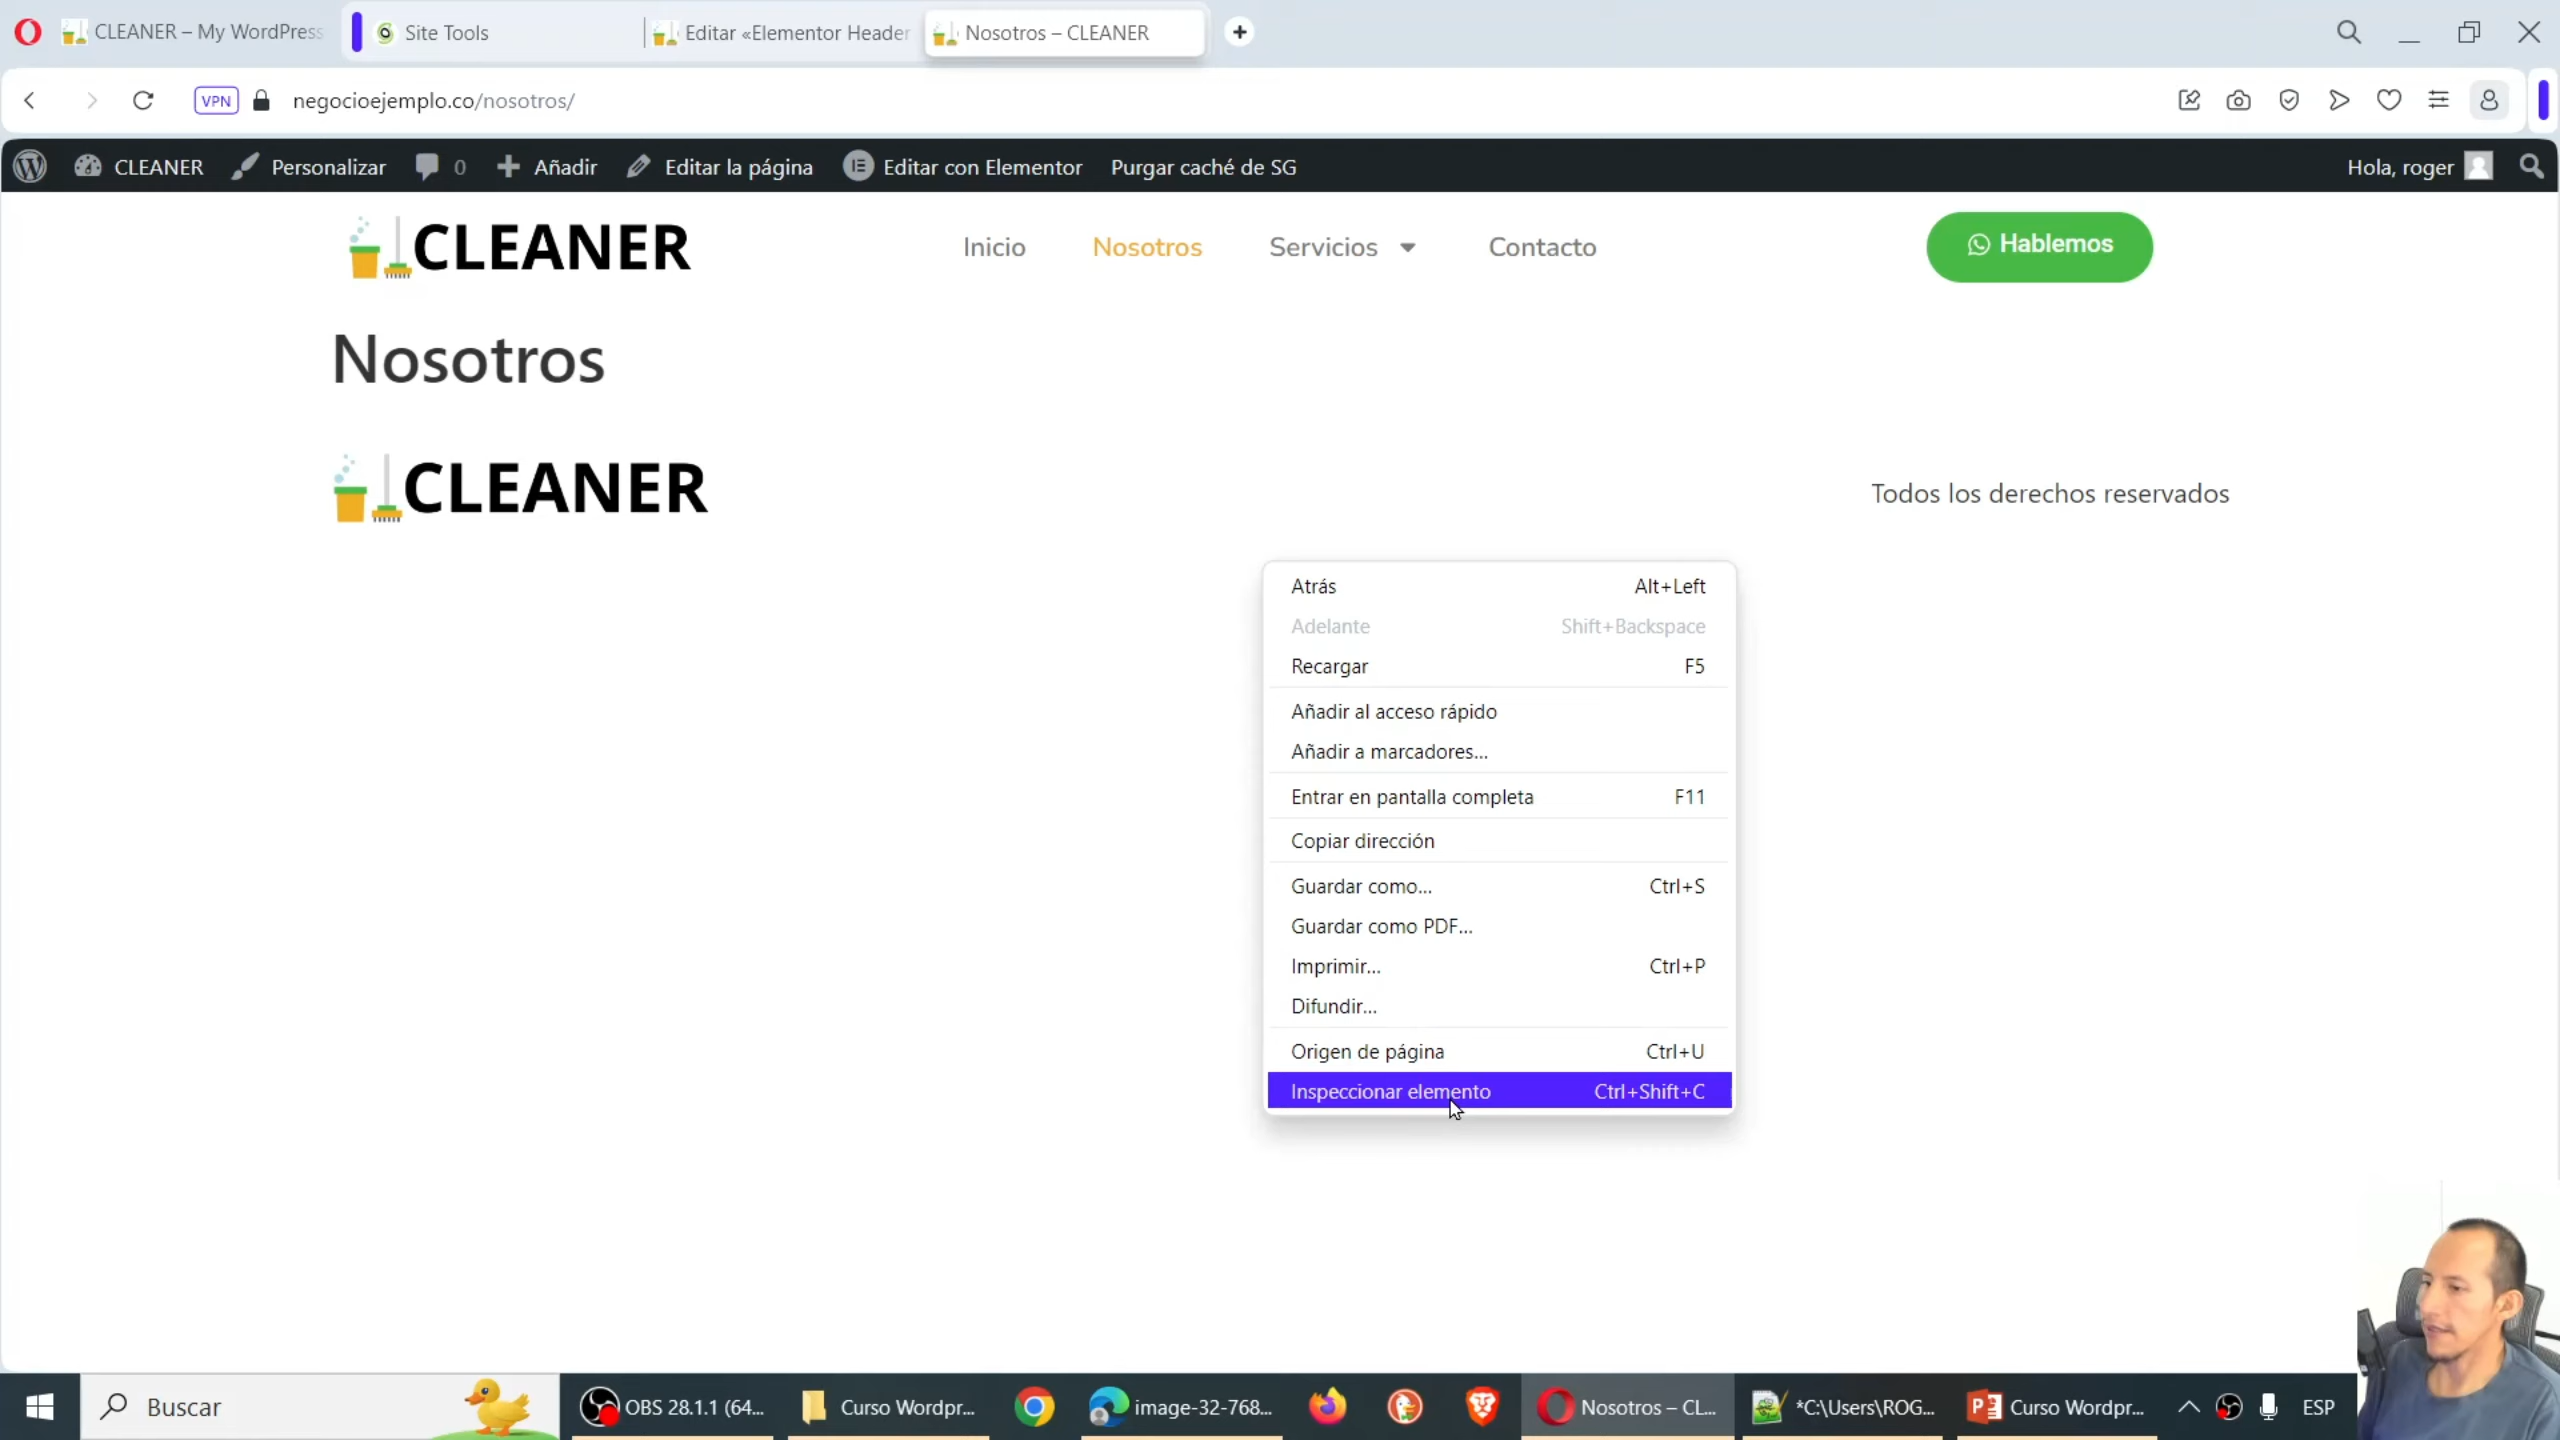 CLEANER – My WordPress
Site Tools
Editar «Elementor Header
Nosotros – CLEANER
VPN
negocioejemplo.co/nosotros/
CLEANER
Personalizar
0
Añadir
Editar la página
Editar con Elementor
Purgar caché de SG
Hola, roger
CLEANER
Inicio
Nosotros
Servicios
Contacto
Hablemos
Nosotros
CLEANER
Todos los derechos reservados
Atrás Alt+Left
Adelante Shift+Backspace
Recargar F5
Añadir al acceso rápido
Añadir a marcadores...
Entrar en pantalla completa F11
Copiar dirección
Guardar como... Ctrl+S
Guardar como PDF...
Imprimir... Ctrl+P
Difundir...
Origen de página Ctrl+U
Inspeccionar elemento Ctrl+Shift+C
Buscar
OBS 28.1.1 (64...
Curso Wordpr...
image-32-768...
Nosotros – CL...
*C:\Users\ROG...
Curso Wordpr...
ESP